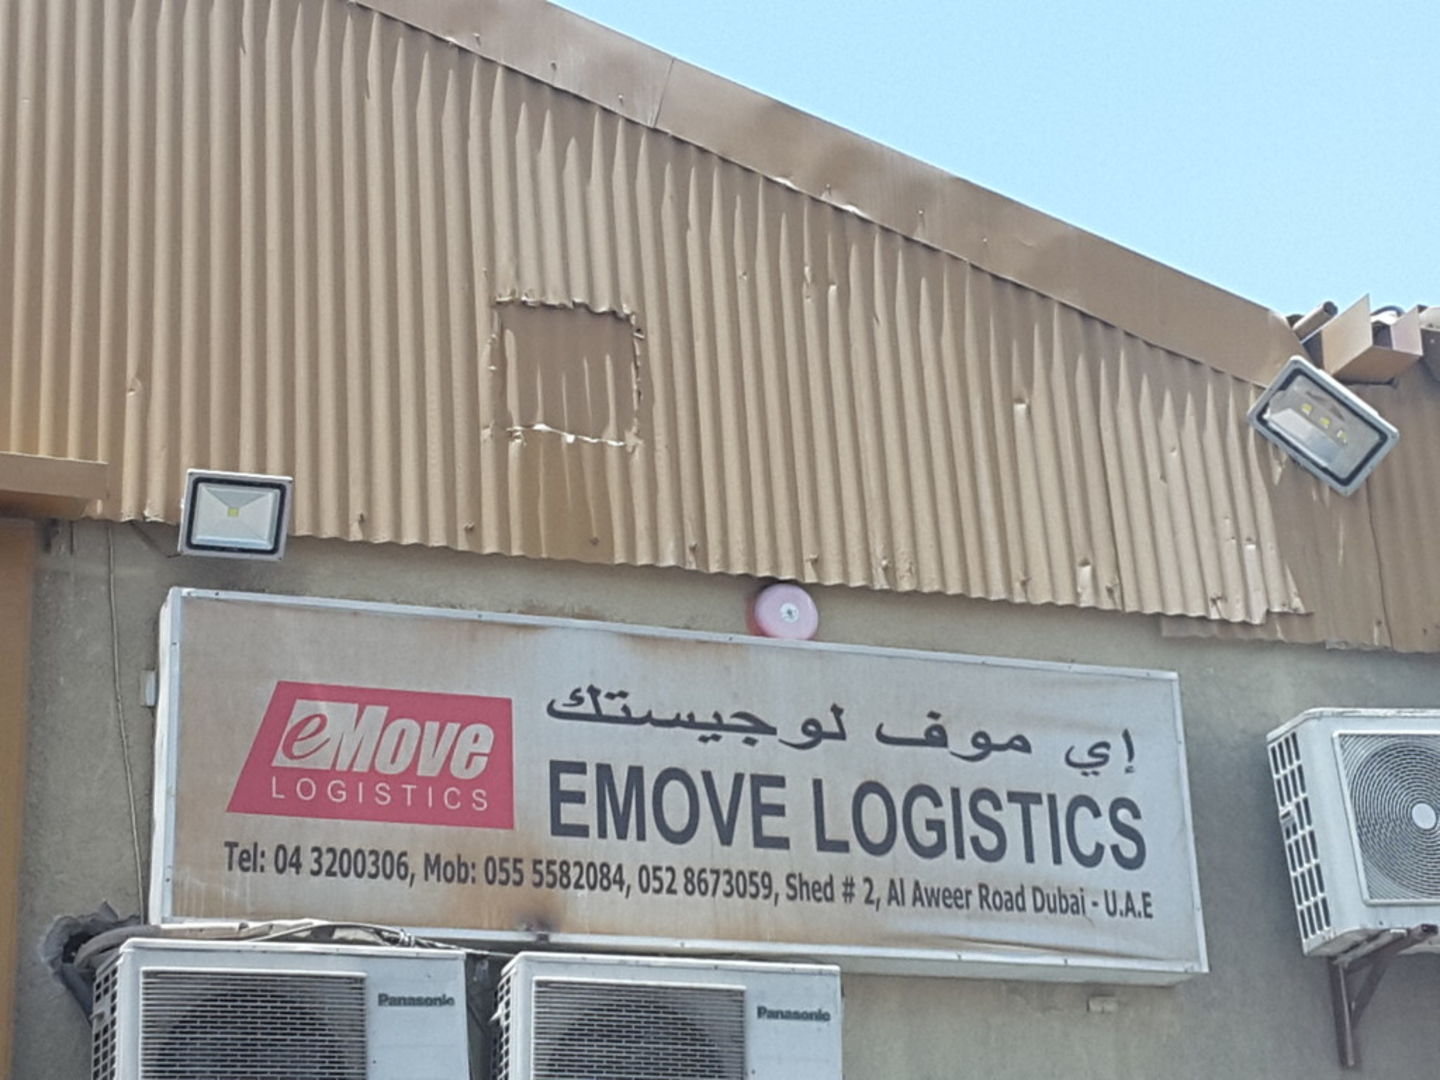 eMove
LOGISTICS
إي موف لوجيستك
EMOVE LOGISTICS
Tel: 04 3200306, Mob: 055 5582084, 052 8673059, Shed # 2, Al Aweer Road Dubai - U.A.E
Panasonic
Panasonic